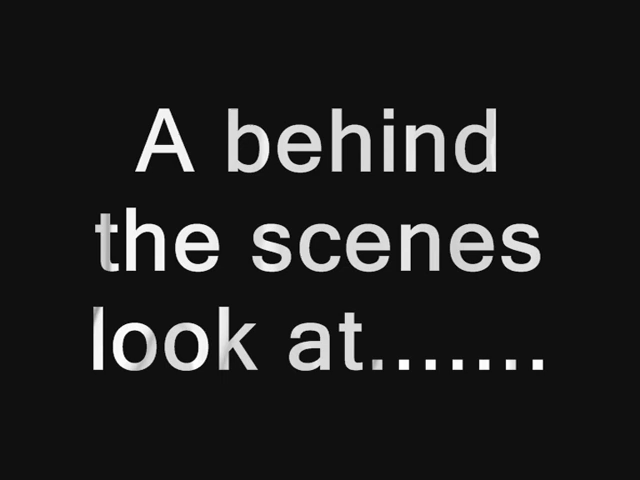 A behind
the scenes
look at.......